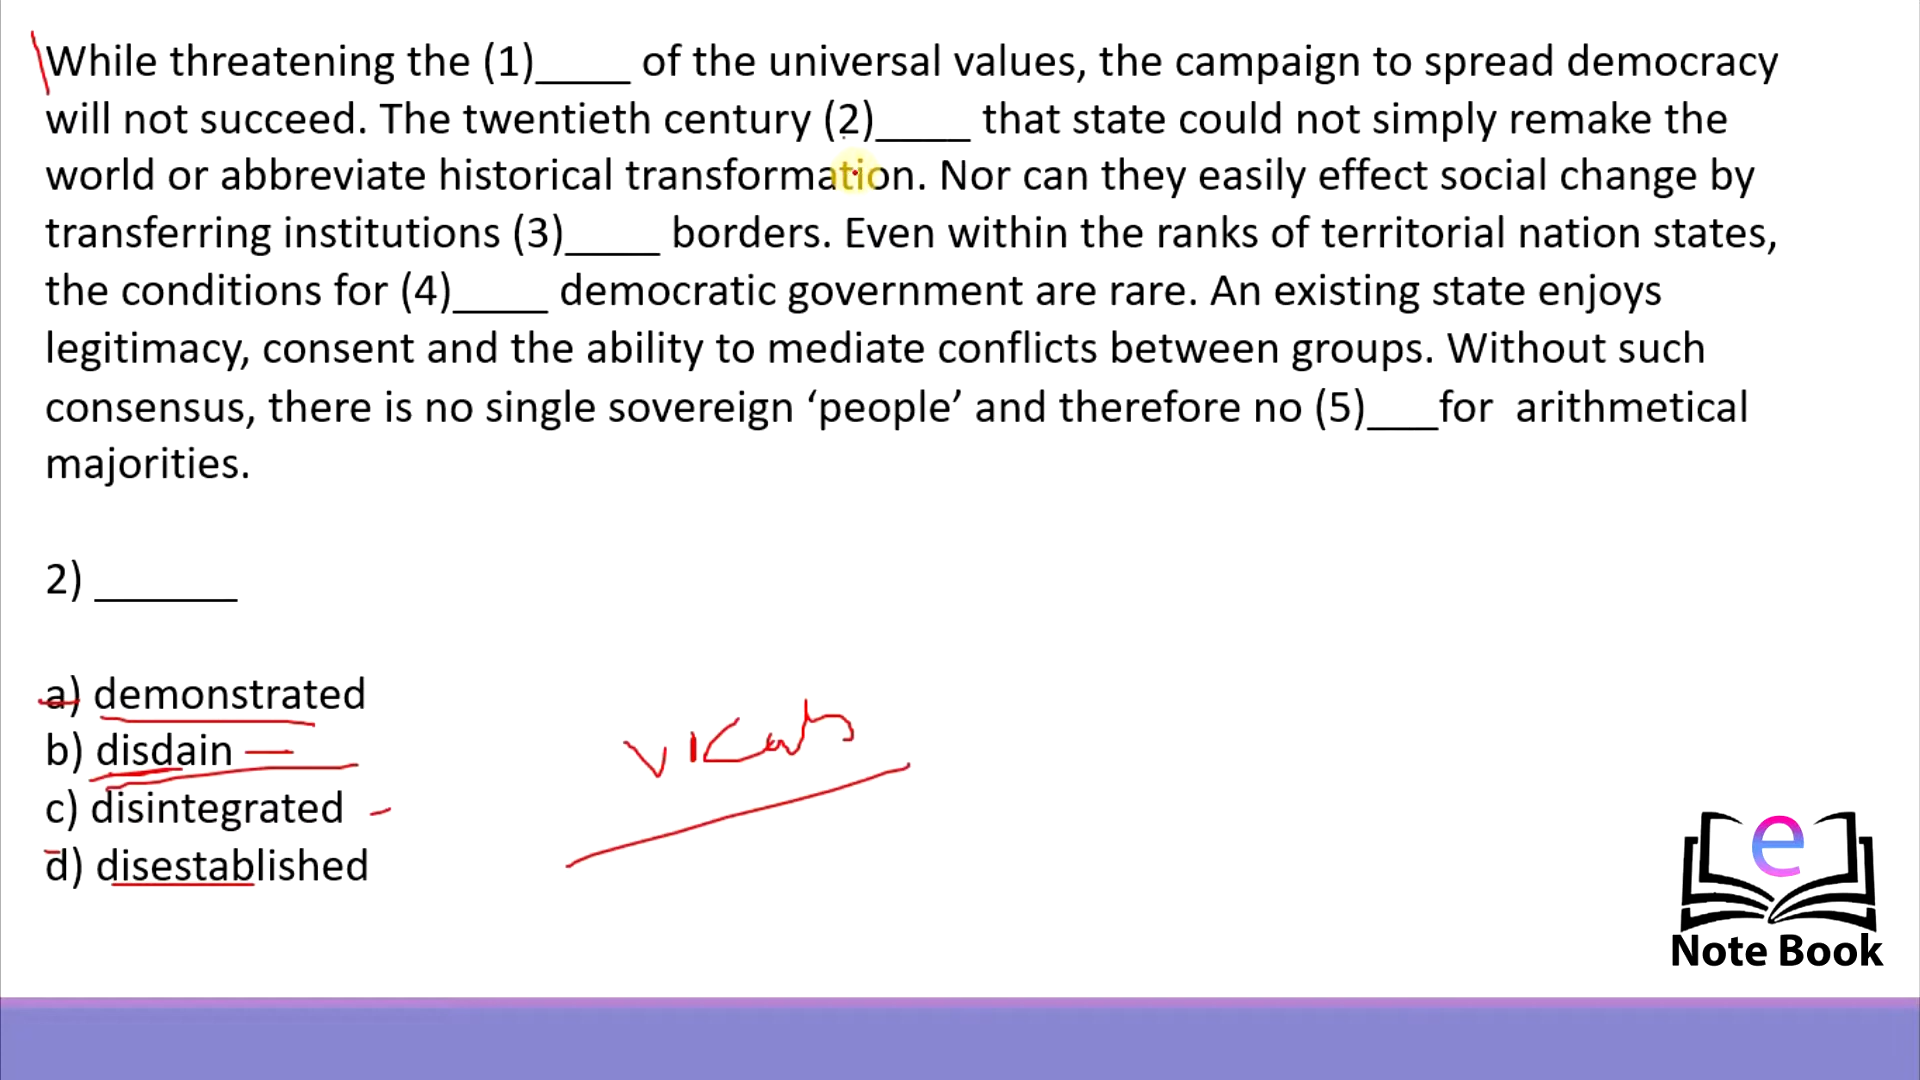 While threatening the (1)____ of the universal values, the campaign to spread democracy
will not succeed. The twentieth century (2)____ that state could not simply remake the
world or abbreviate historical transformation. Nor can they easily effect social change by
transferring institutions (3)____ borders. Even within the ranks of territorial nation states,
the conditions for (4)____ democratic government are rare. An existing state enjoys
legitimacy, consent and the ability to mediate conflicts between groups. Without such
consensus, there is no single sovereign ‘people’ and therefore no (5)___for arithmetical
majorities.
2) ______
a) demonstrated
b) disdain
c) disintegrated
d) disestablished
e
Note Book